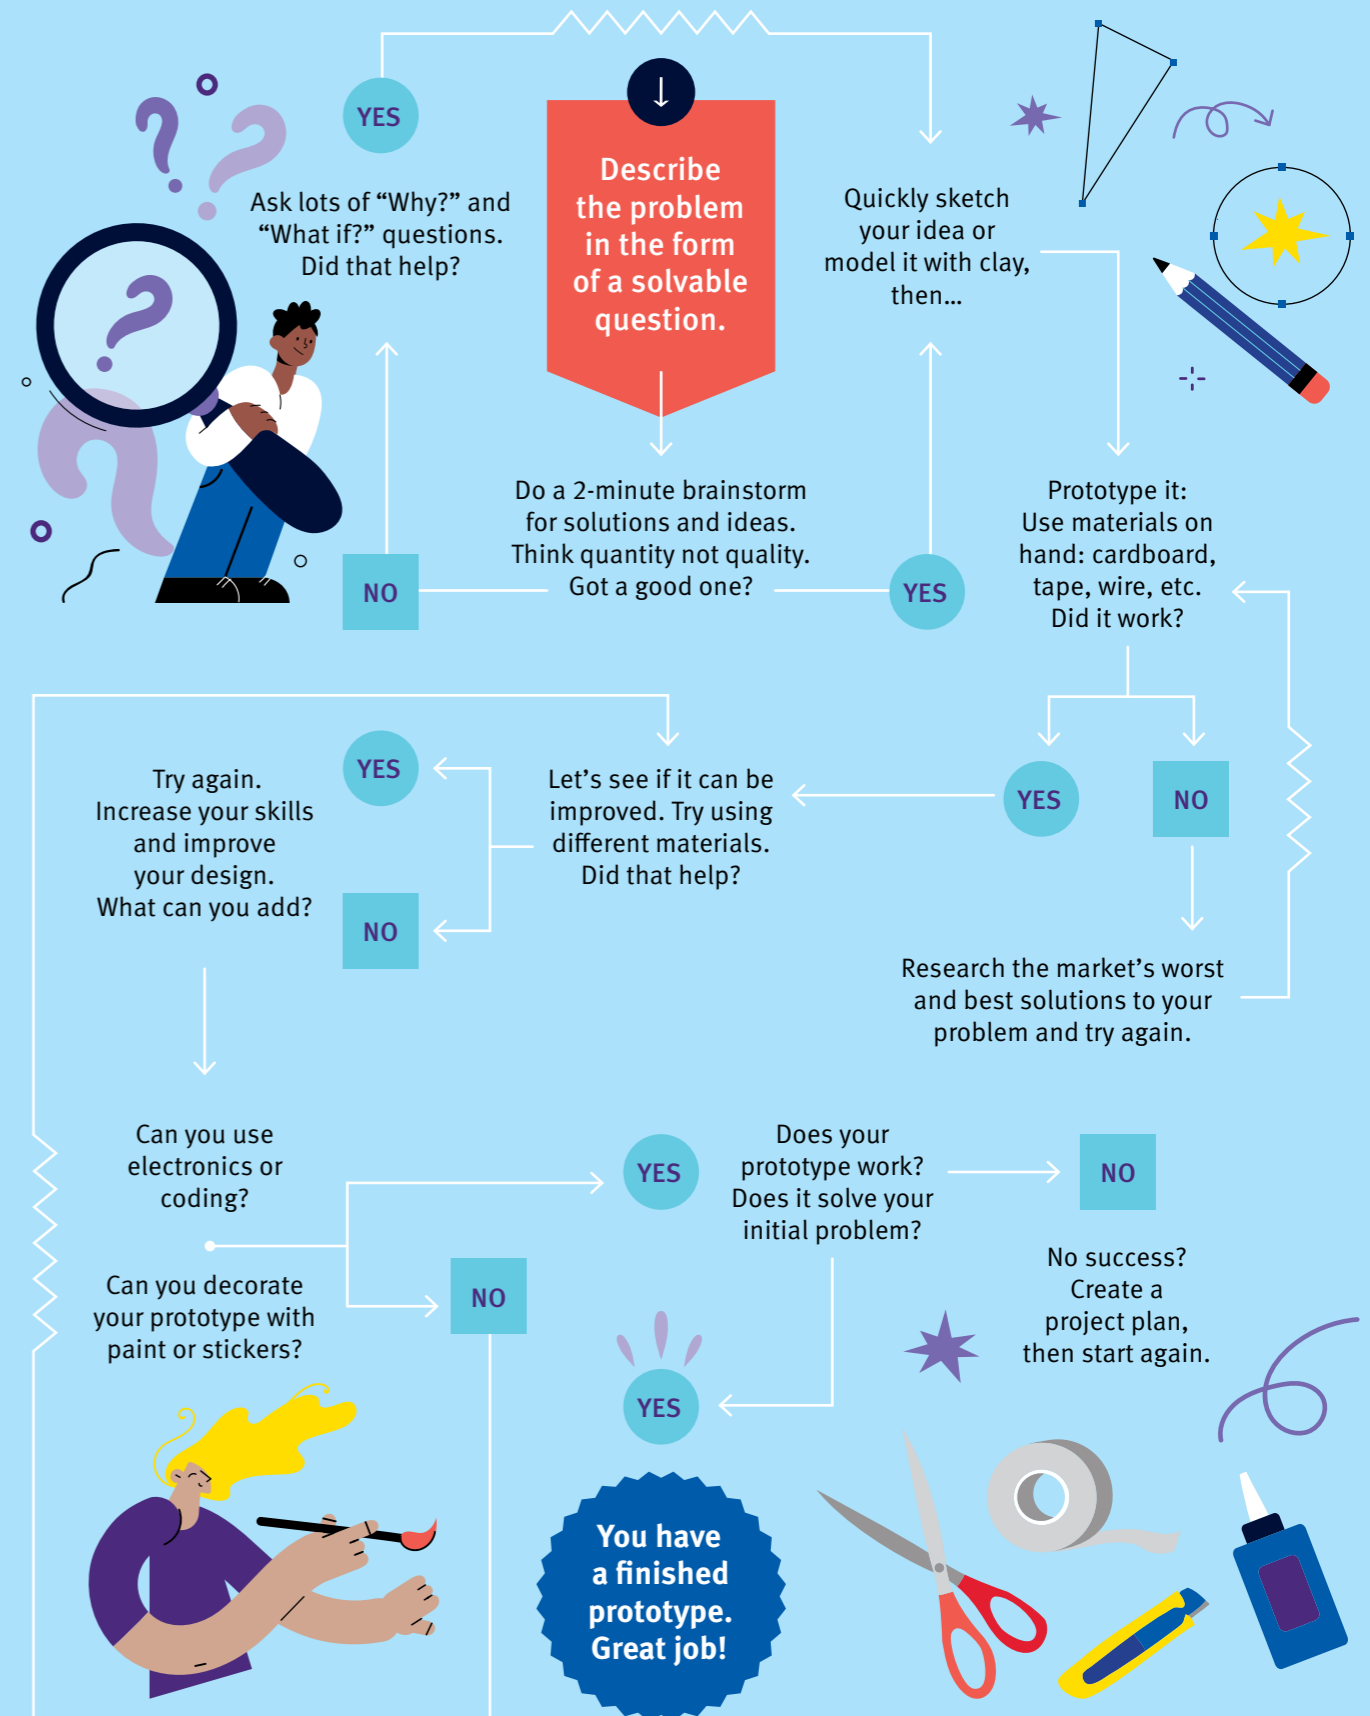 YES
Describe
the problem
in the form
of a solvable
question.
Ask lots of “Why?” and
“What if?” questions.
Did that help?
Quickly sketch
your idea or
model it with clay,
then...
Do a 2-minute brainstorm
for solutions and ideas.
Think quantity not quality.
Got a good one?
NO
YES
Prototype it:
Use materials on
hand: cardboard,
tape, wire, etc.
Did it work?
YES
NO
Research the market’s worst
and best solutions to your
problem and try again.
Let’s see if it can be
improved. Try using
different materials.
Did that help?
YES
NO
Try again.
Increase your skills
and improve
your design.
What can you add?
Can you use
electronics or
coding?
Can you decorate
your prototype with
paint or stickers?
YES
NO
Does your
prototype work?
Does it solve your
initial problem?
NO
No success?
Create a
project plan,
then start again.
YES
You have
a finished
prototype.
Great job!